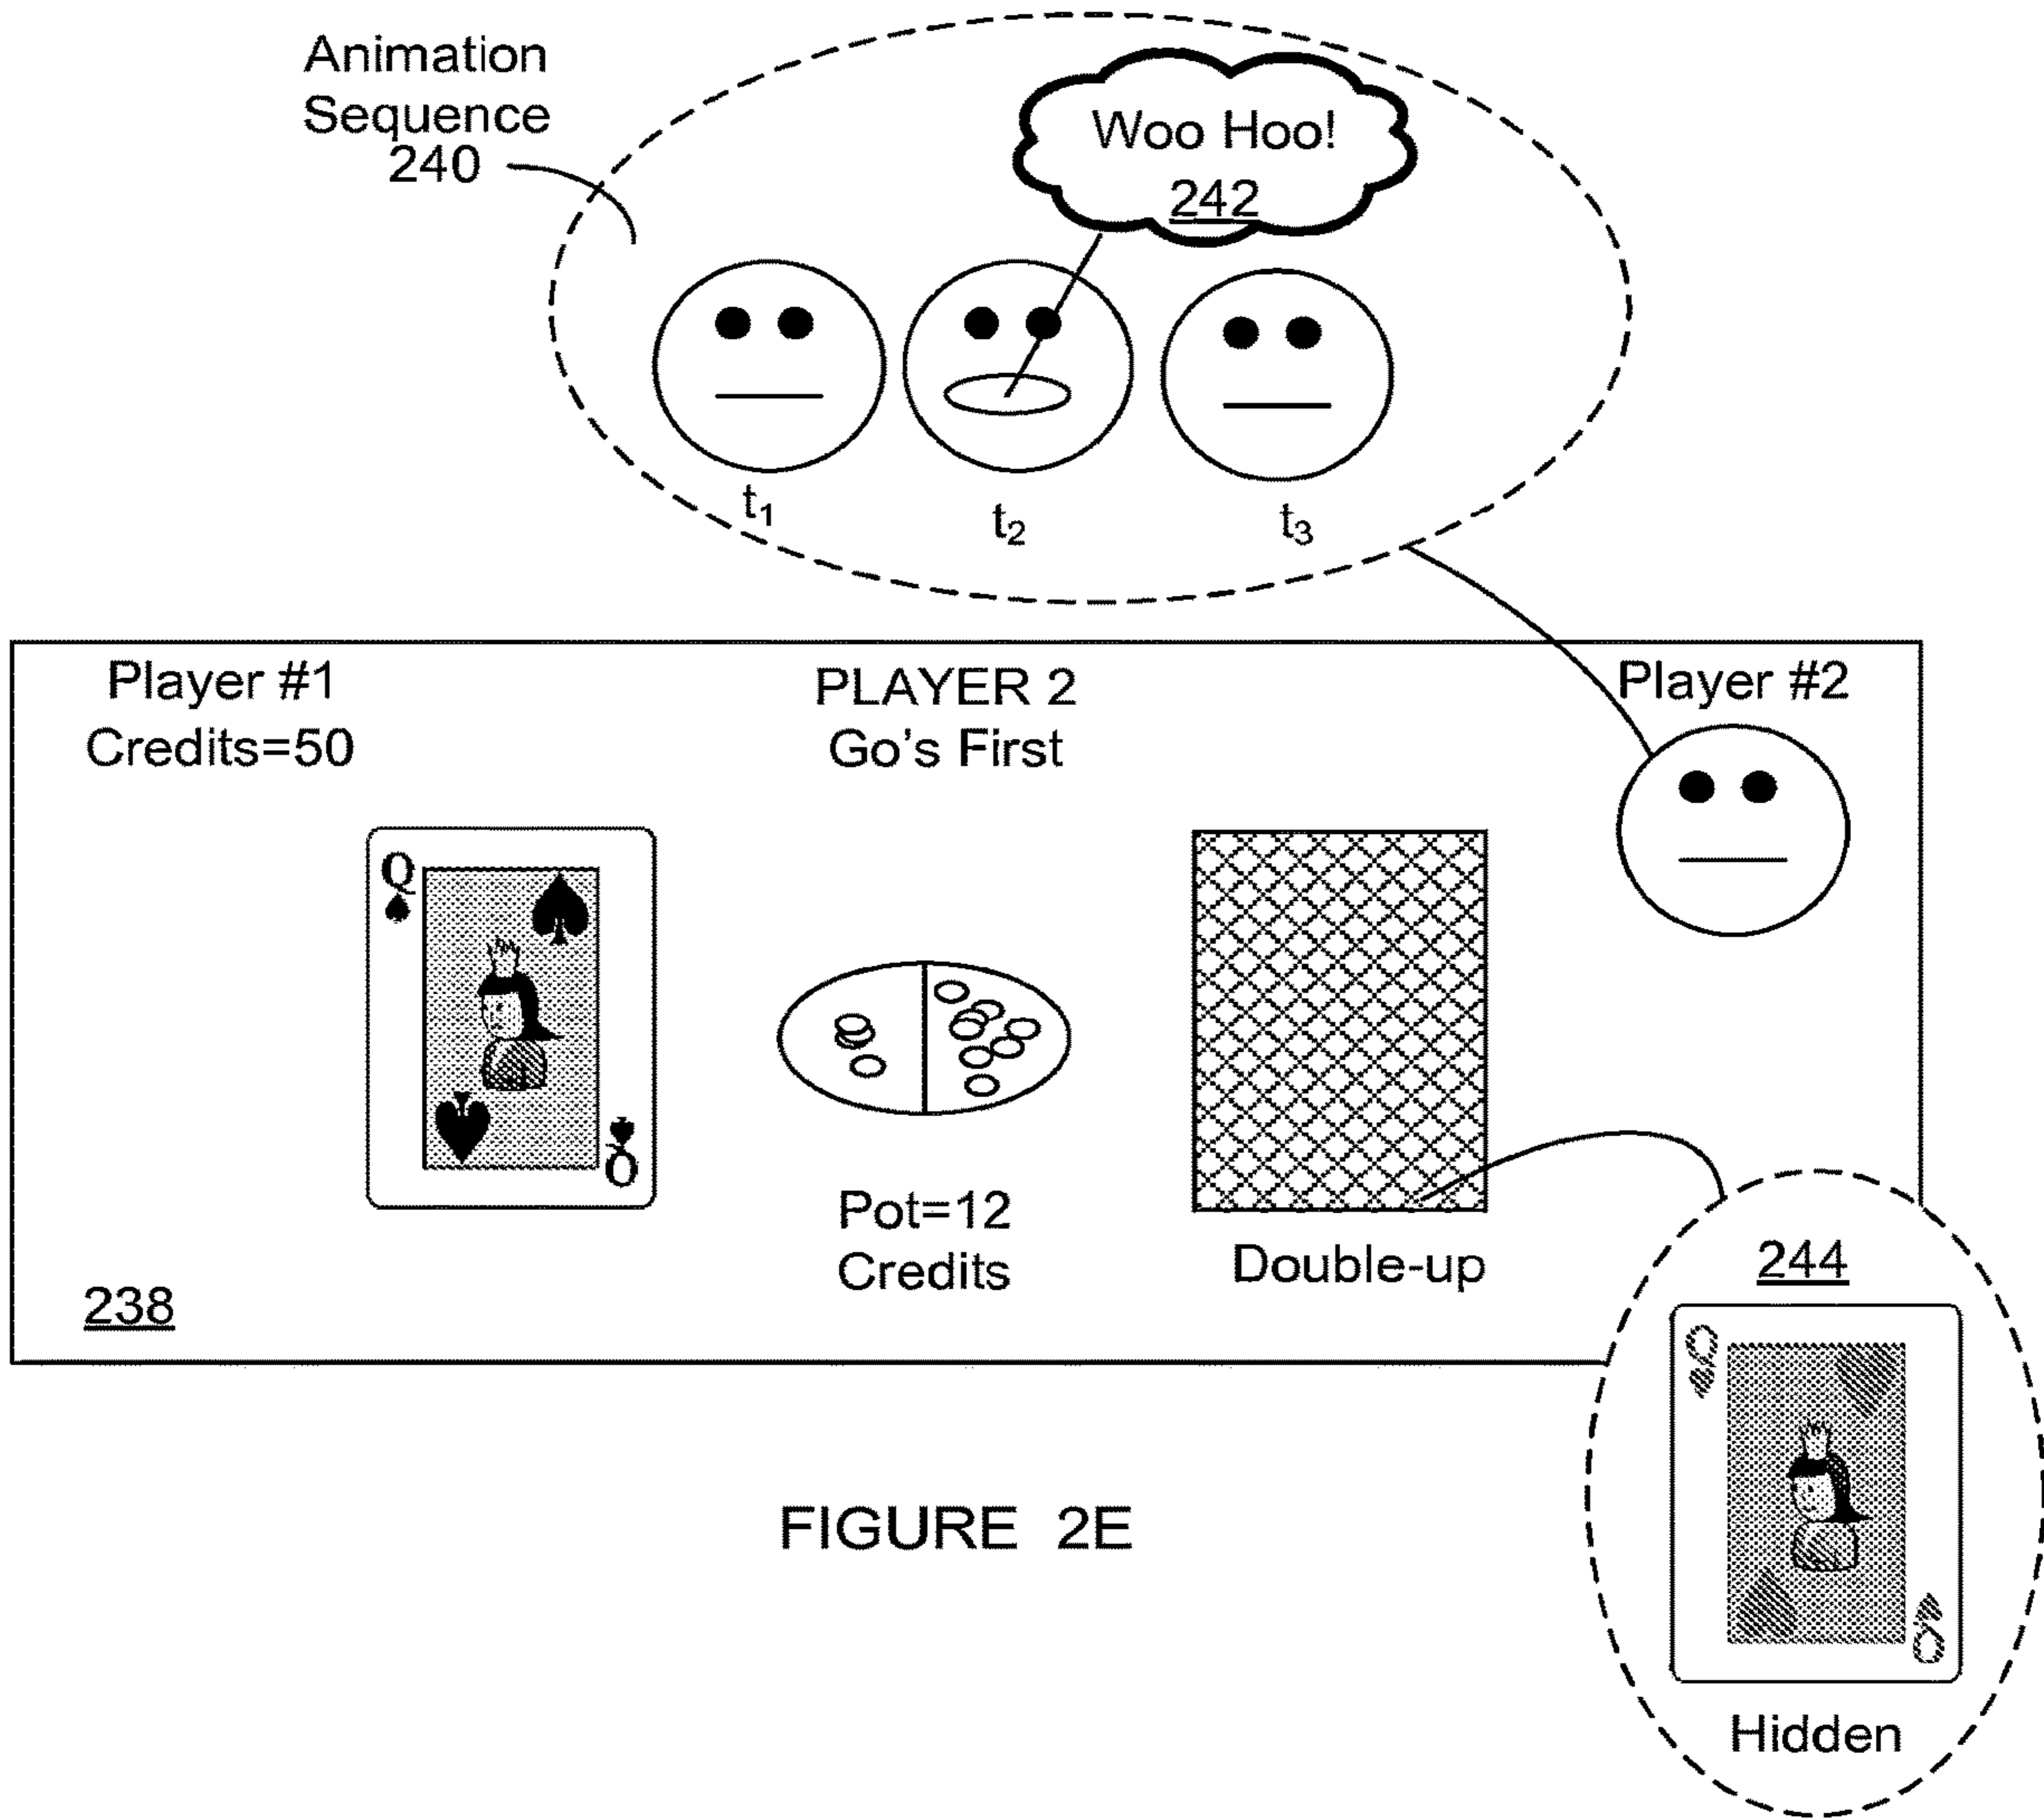 Animation
Sequence
240
Woo Hoo!
242
t₁
t₂
t₃
Player #1
Credits=50
PLAYER 2
Go's First
Player #2
Q
Q
Pot=12
Credits
Double-up
238
244
Q
Q
Hidden
FIGURE 2E